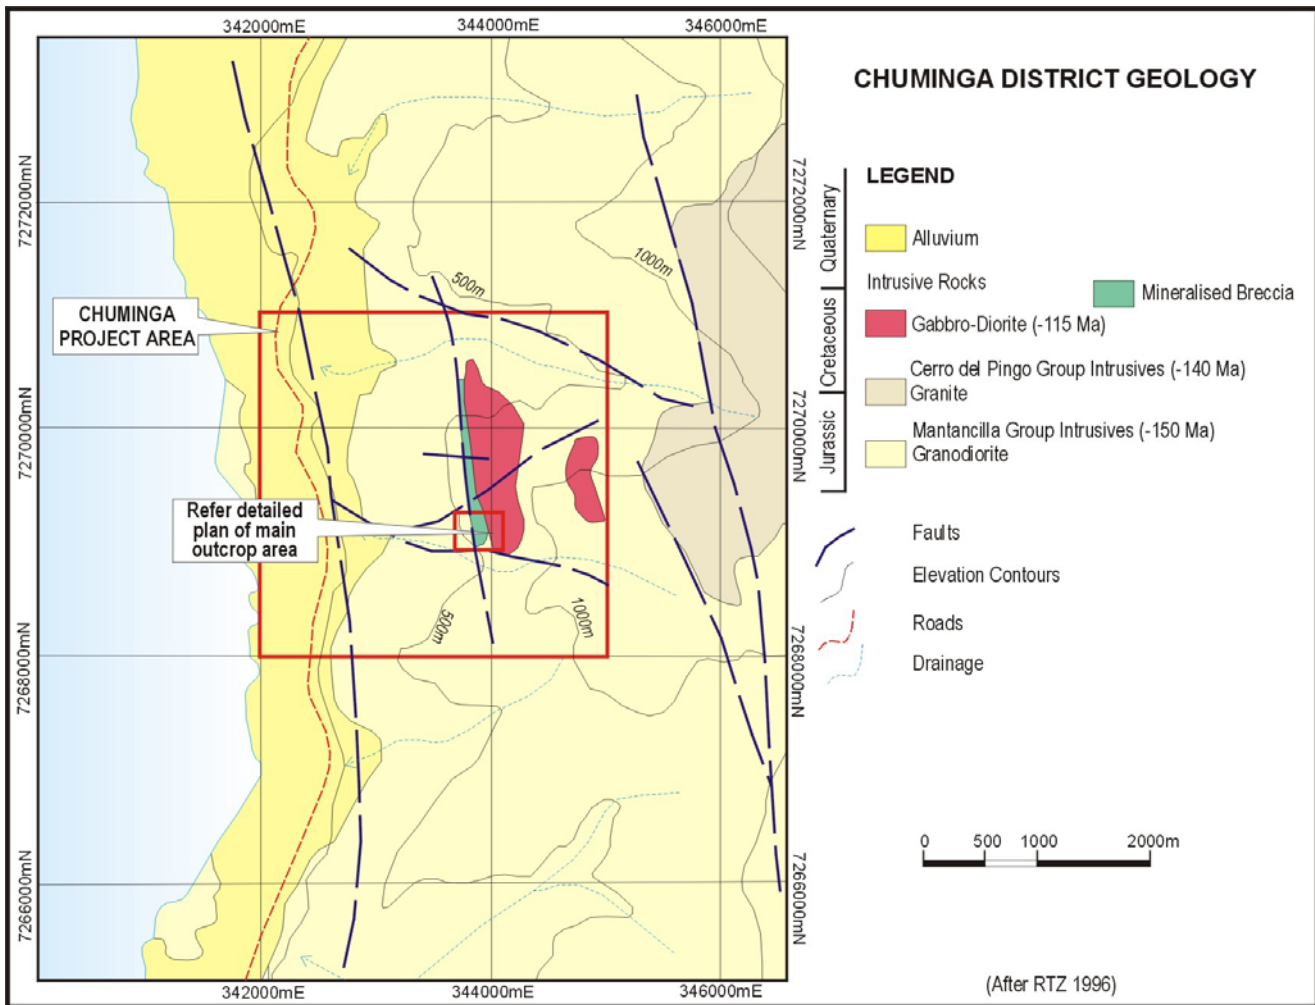 342000mE
344000mE
346000mE
CHUMINGA DISTRICT GEOLOGY
LEGEND
Quaternary
Cretaceous
Jurassic
Alluvium
Intrusive Rocks
Mineralised Breccia
Gabbro-Diorite (-115 Ma)
Cerro del Pingo Group Intrusives (-140 Ma)
Granite
Mantancilla Group Intrusives (-150 Ma)
Granodiorite
Faults
Elevation Contours
Roads
Drainage
0 500 1000 2000m
(After RTZ 1996)
7272000mN
7270000mN
7268000mN
7266000mN
7272000mN
7270000mN
7268000mN
7266000mN
CHUMINGA
PROJECT AREA
Refer detailed
plan of main
outcrop area
500m
1000m
500m
1000m
342000mE
344000mE
346000mE